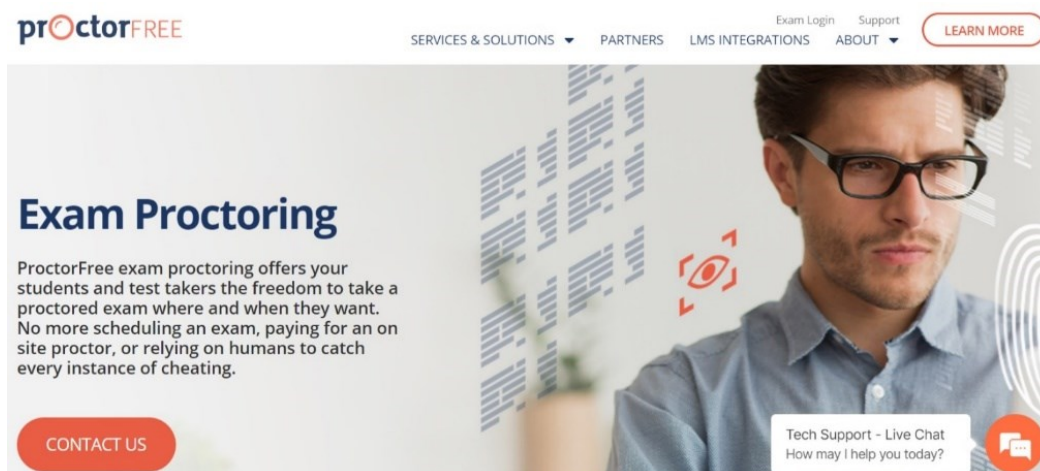 proctorFREE
Exam Login Support
LEARN MORE
SERVICES & SOLUTIONS PARTNERS LMS INTEGRATIONS ABOUT
Exam Proctoring
ProctorFree exam proctoring offers your
students and test takers the freedom to take a
proctored exam where and when they want.
No more scheduling an exam, paying for an on
site proctor, or relying on humans to catch
every instance of cheating.
CONTACT US
Tech Support - Live Chat
How may I help you today?